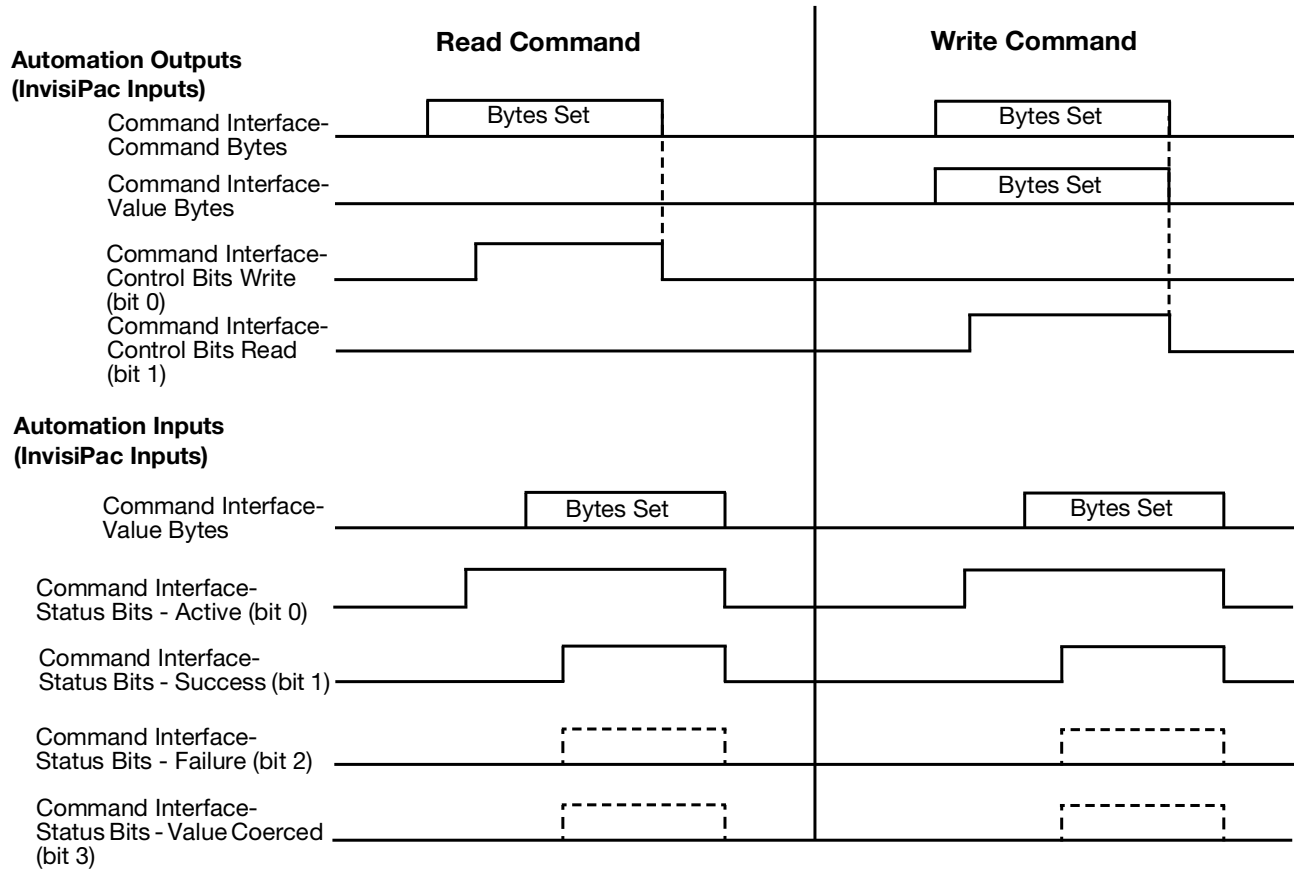 Read Command
Write Command
Automation Outputs
(InvisiPac Inputs)
Command Interface-
Command Bytes
Bytes Set
Bytes Set
Command Interface-
Value Bytes
Bytes Set
Command Interface-
Control Bits Write
(bit 0)
Command Interface-
Control Bits Read
(bit 1)
Automation Inputs
(InvisiPac Inputs)
Command Interface-
Value Bytes
Bytes Set
Bytes Set
Command Interface-
Status Bits - Active (bit 0)
Command Interface-
Status Bits - Success (bit 1)
Command Interface-
Status Bits - Failure (bit 2)
Command Interface-
Status Bits - Value Coerced
(bit 3)